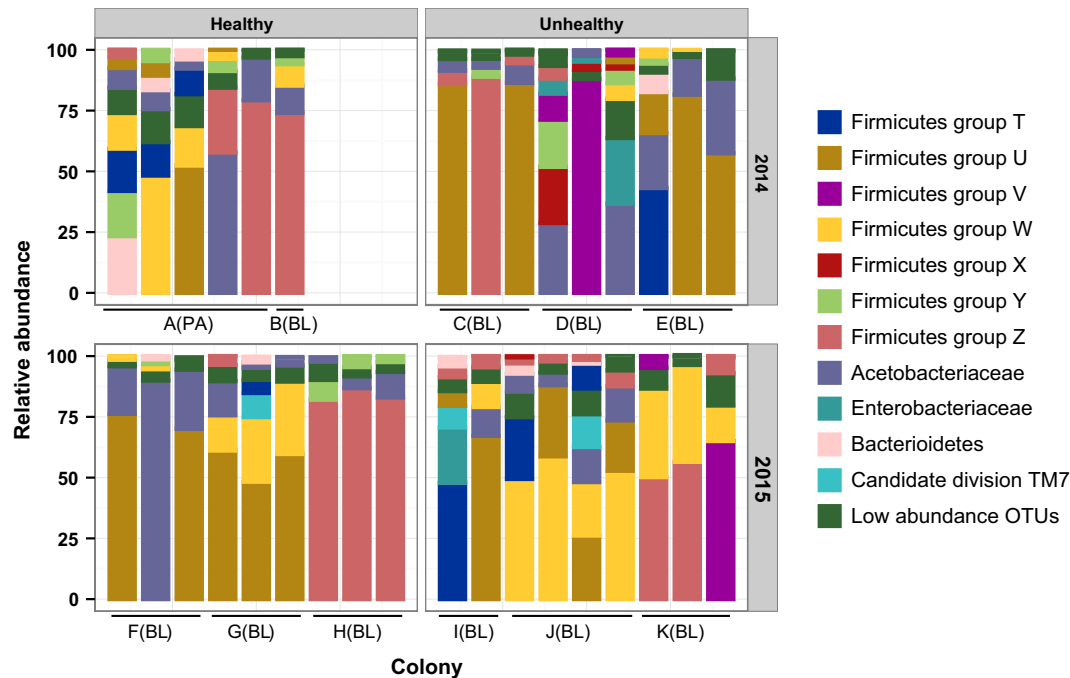 Healthy
Unhealthy
100
75
50
25
0
2014
A(PA)
B(BL)
C(BL)
D(BL)
E(BL)
100
75
50
25
0
2015
F(BL)
G(BL)
H(BL)
I(BL)
J(BL)
K(BL)
Relative abundance
Colony
Firmicutes group T
Firmicutes group U
Firmicutes group V
Firmicutes group W
Firmicutes group X
Firmicutes group Y
Firmicutes group Z
Acetobacteriaceae
Enterobacteriaceae
Bacterioidetes
Candidate division TM7
Low abundance OTUs